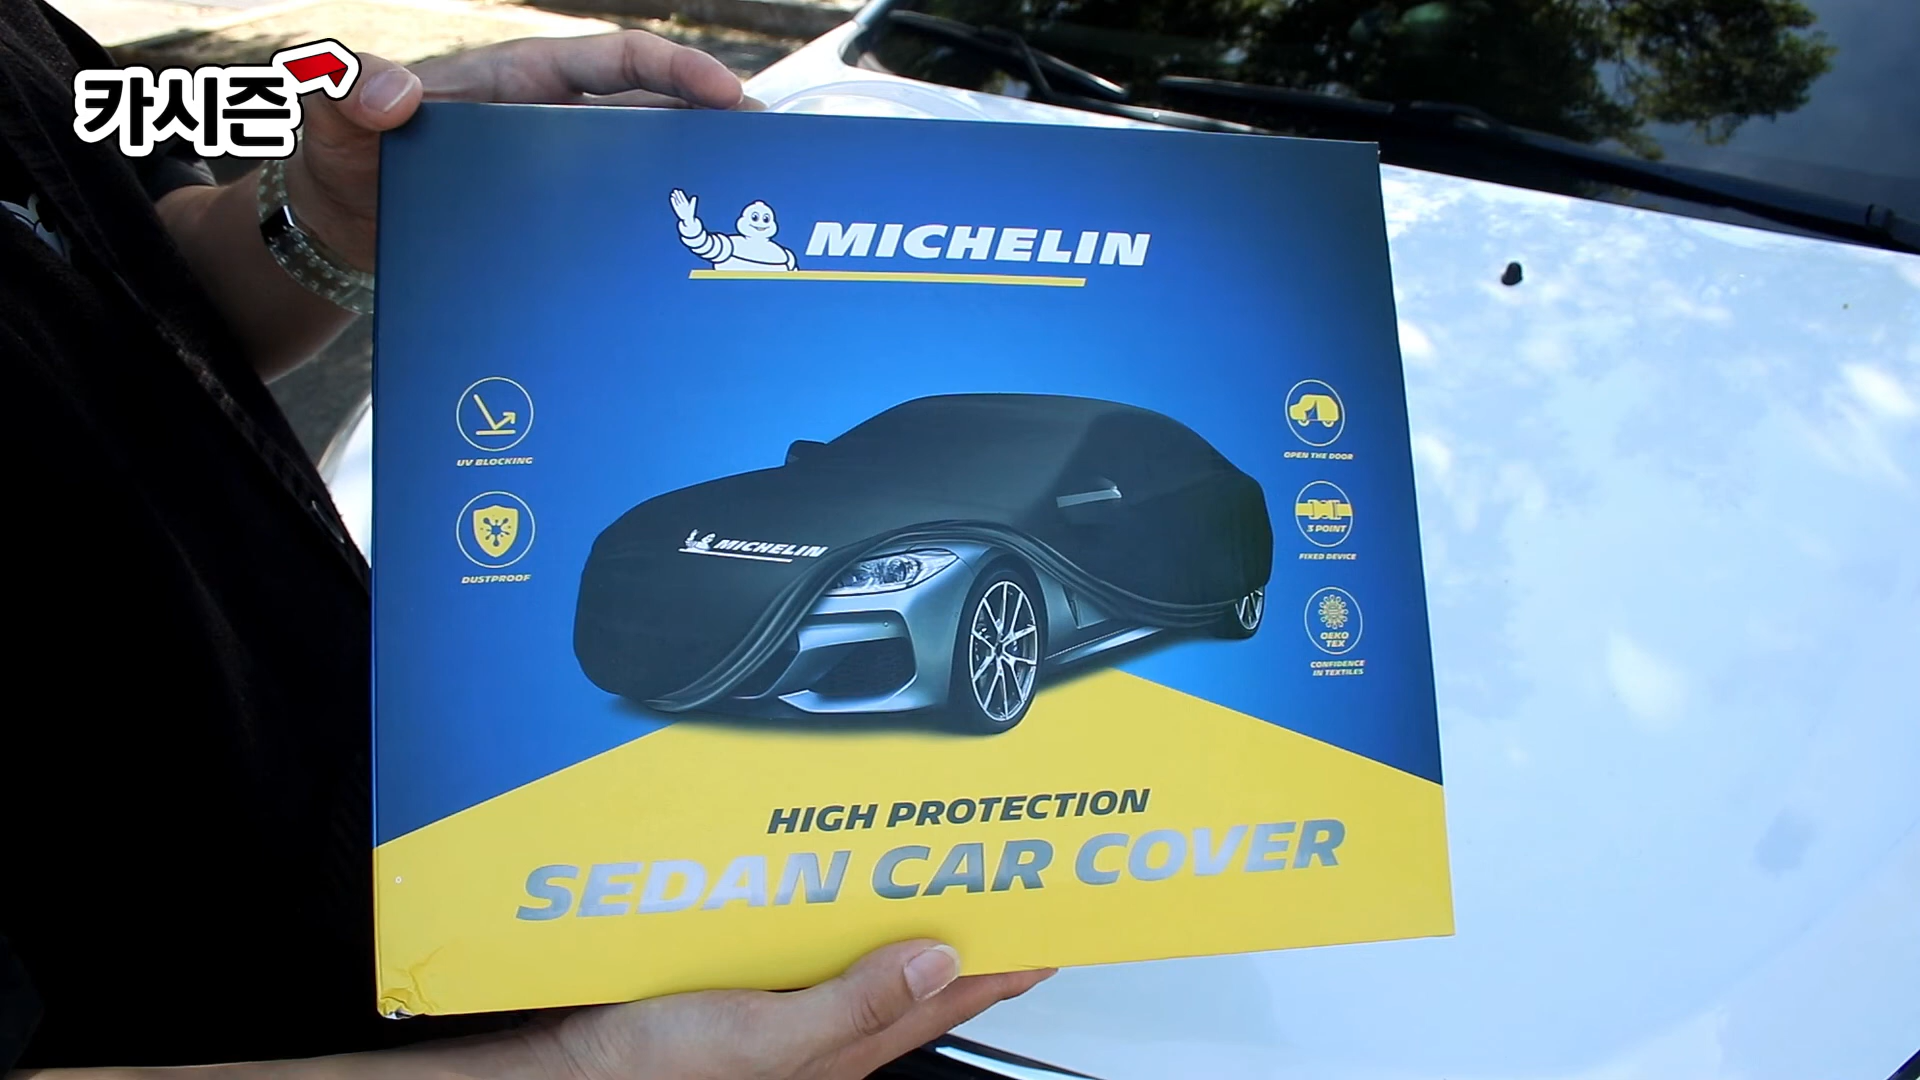 카시즌
MICHELIN
UV BLOCKING
DUSTPROOF
MICHELIN
OPEN THE DOOR
3 POINT
FIXED DEVICE
OEKO
TEX
CONFIDENCE
IN TEXTILES
HIGH PROTECTION
SEDAN CAR COVER